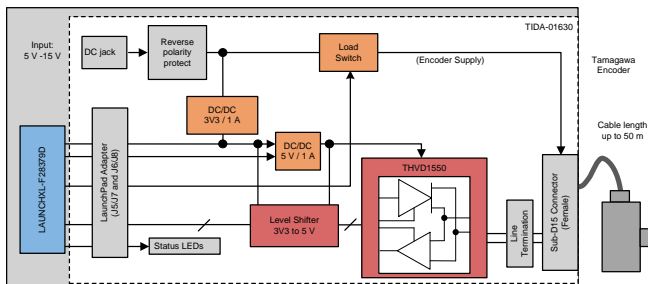 TIDA-01630
Input:
5 V -15 V
DC jack
Reverse
polarity
protect
Load
Switch
(Encoder Supply)
Tamagawa
Encoder
DC/DC
3V3 / 1 A
Cable length
up to 50 m
LAUNCHXL-F28379D
LaunchPad Adapter
(J5/J7 and J6/J8)
DC/DC
5 V / 1 A
THVD1550
Level Shifter
3V3 to 5 V
Status LEDs
Line
Termination
Sub-D15 Connector
(Female)